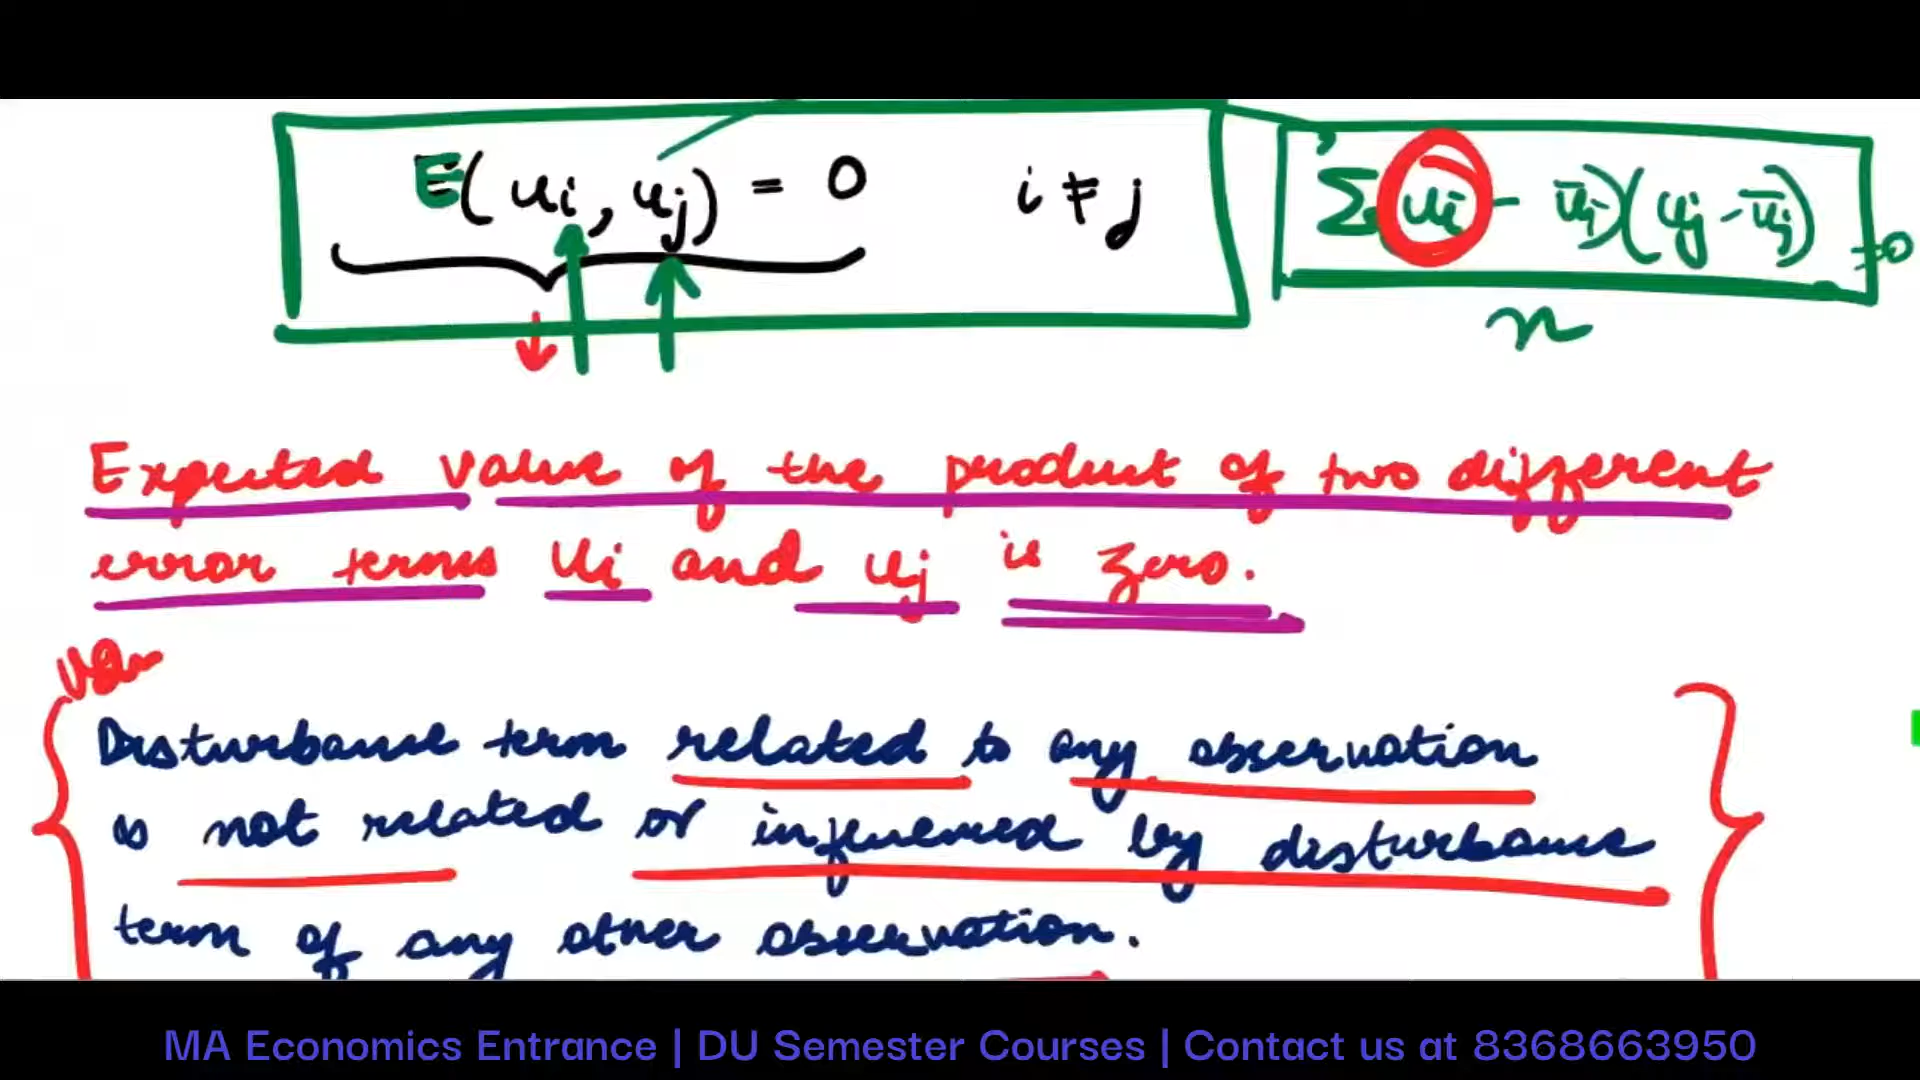 E(ui, uj) = 0 i ≠ j
Σ(ui - ūi)(uj - ūj) = 0
n
Expected value of the product of two different
error terms ui and uj is zero.
Disturbance term related to any observation
is not related or influenced by disturbance
term of any other observation.
MA Economics Entrance | DU Semester Courses | Contact us at 8368663950